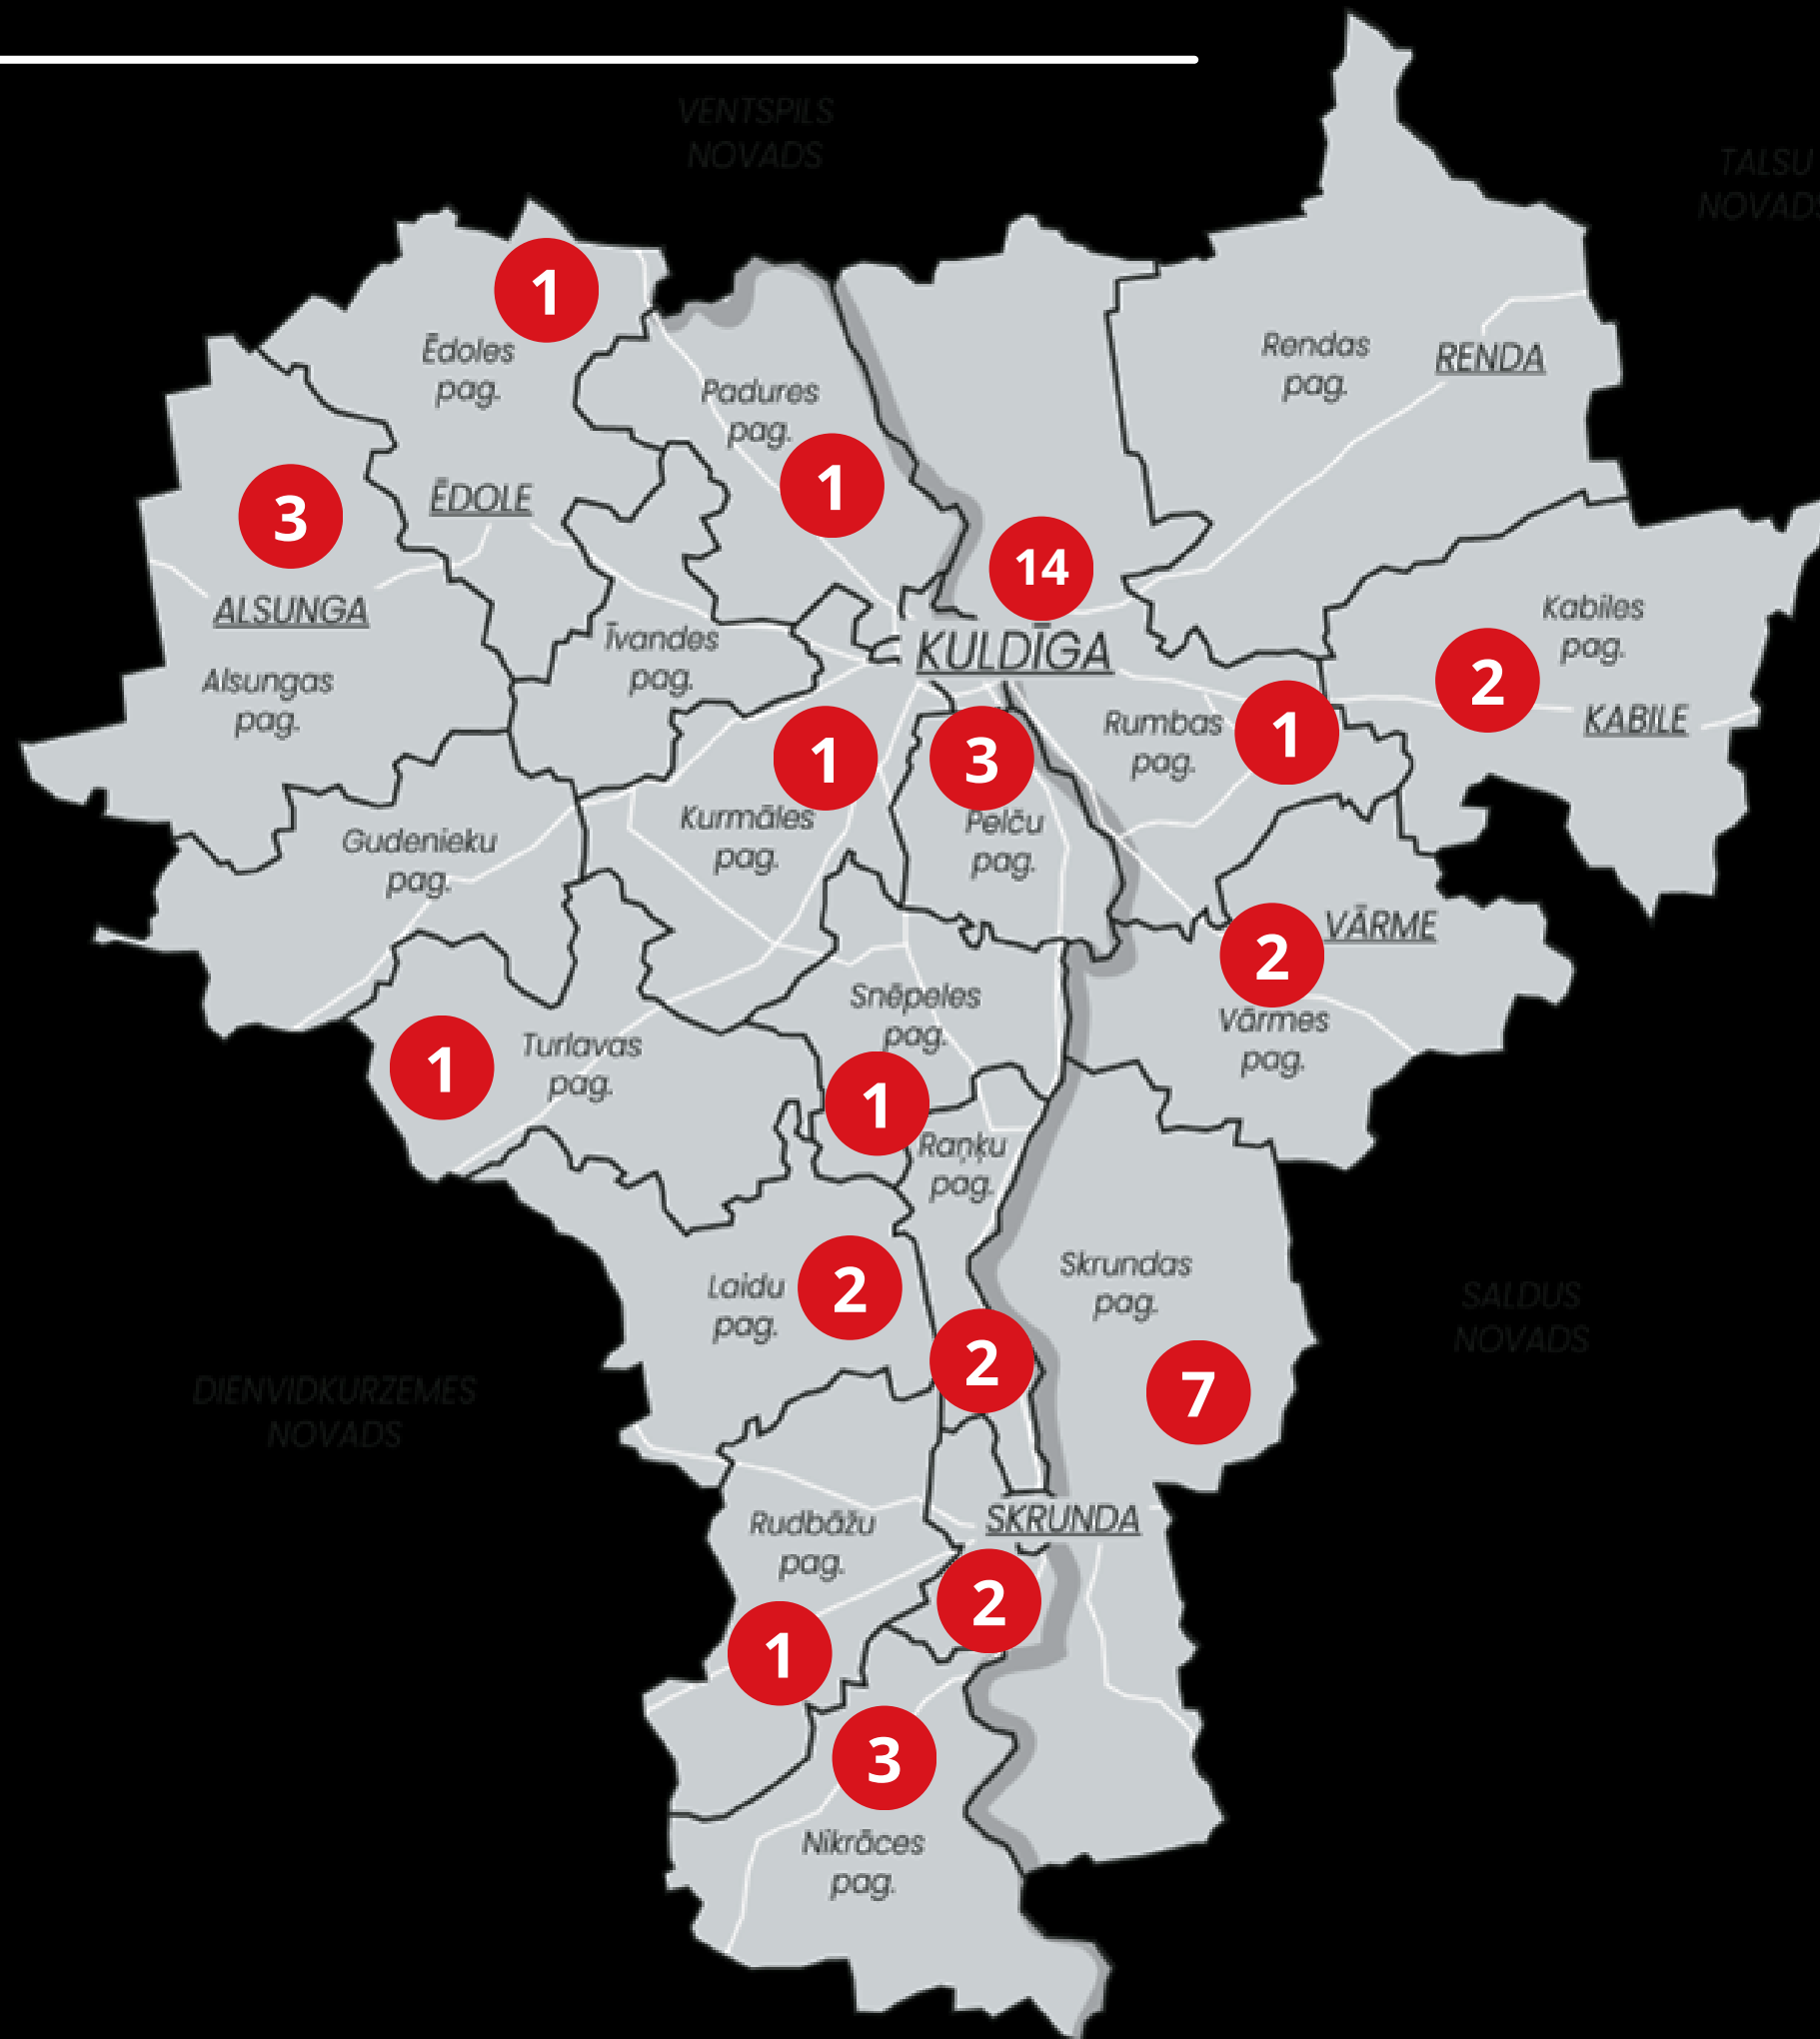 VENTSPILS
NOVADS
TALSU
NOVADS
1
Ēdoles
pag.
Padures
pag.
1
Rendas
pag.
RENDA
3
ĒDOLE
14
ALSUNGA
Alsungas
pag.
Īvandes
pag.
KULDĪGA
Kabiles
pag.
2
KABILE
1
3
Rumbas
pag.
1
Gudenieku
pag.
Kurmāles
pag.
Pelču
pag.
2
VĀRME
Vārmes
pag.
Snēpeles
pag.
1
Turlavas
pag.
1
Raņķu
pag.
Laidu
pag.
2
Skrundas
pag.
SALDUS
NOVADS
2
7
DIENVIDKURZEMES
NOVADS
Rudbāžu
pag.
SKRUNDA
2
1
3
Nīkrāces
pag.